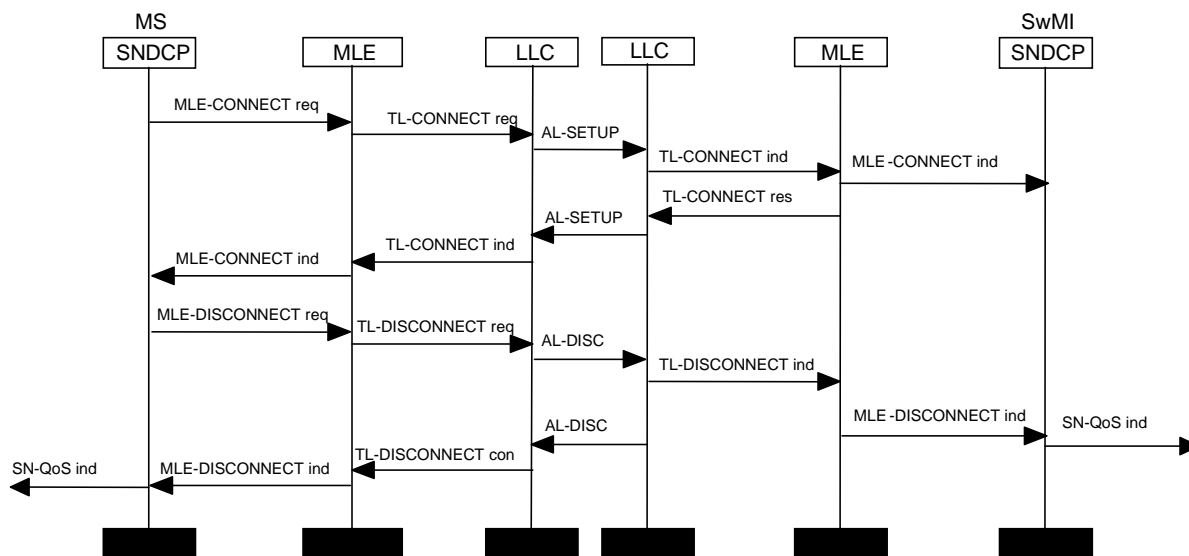 MS
SwMI
SNDCP
MLE
LLC
LLC
MLE
SNDCP
MLE-CONNECT req
TL-CONNECT req
AL-SETUP
TL-CONNECT ind
MLE-CONNECT ind
TL-CONNECT res
AL-SETUP
TL-CONNECT ind
MLE-CONNECT ind
MLE-DISCONNECT req
TL-DISCONNECT req
AL-DISC
TL-DISCONNECT ind
MLE-DISCONNECT ind
SN-QoS ind
AL-DISC
TL-DISCONNECT con
MLE-DISCONNECT ind
SN-QoS ind